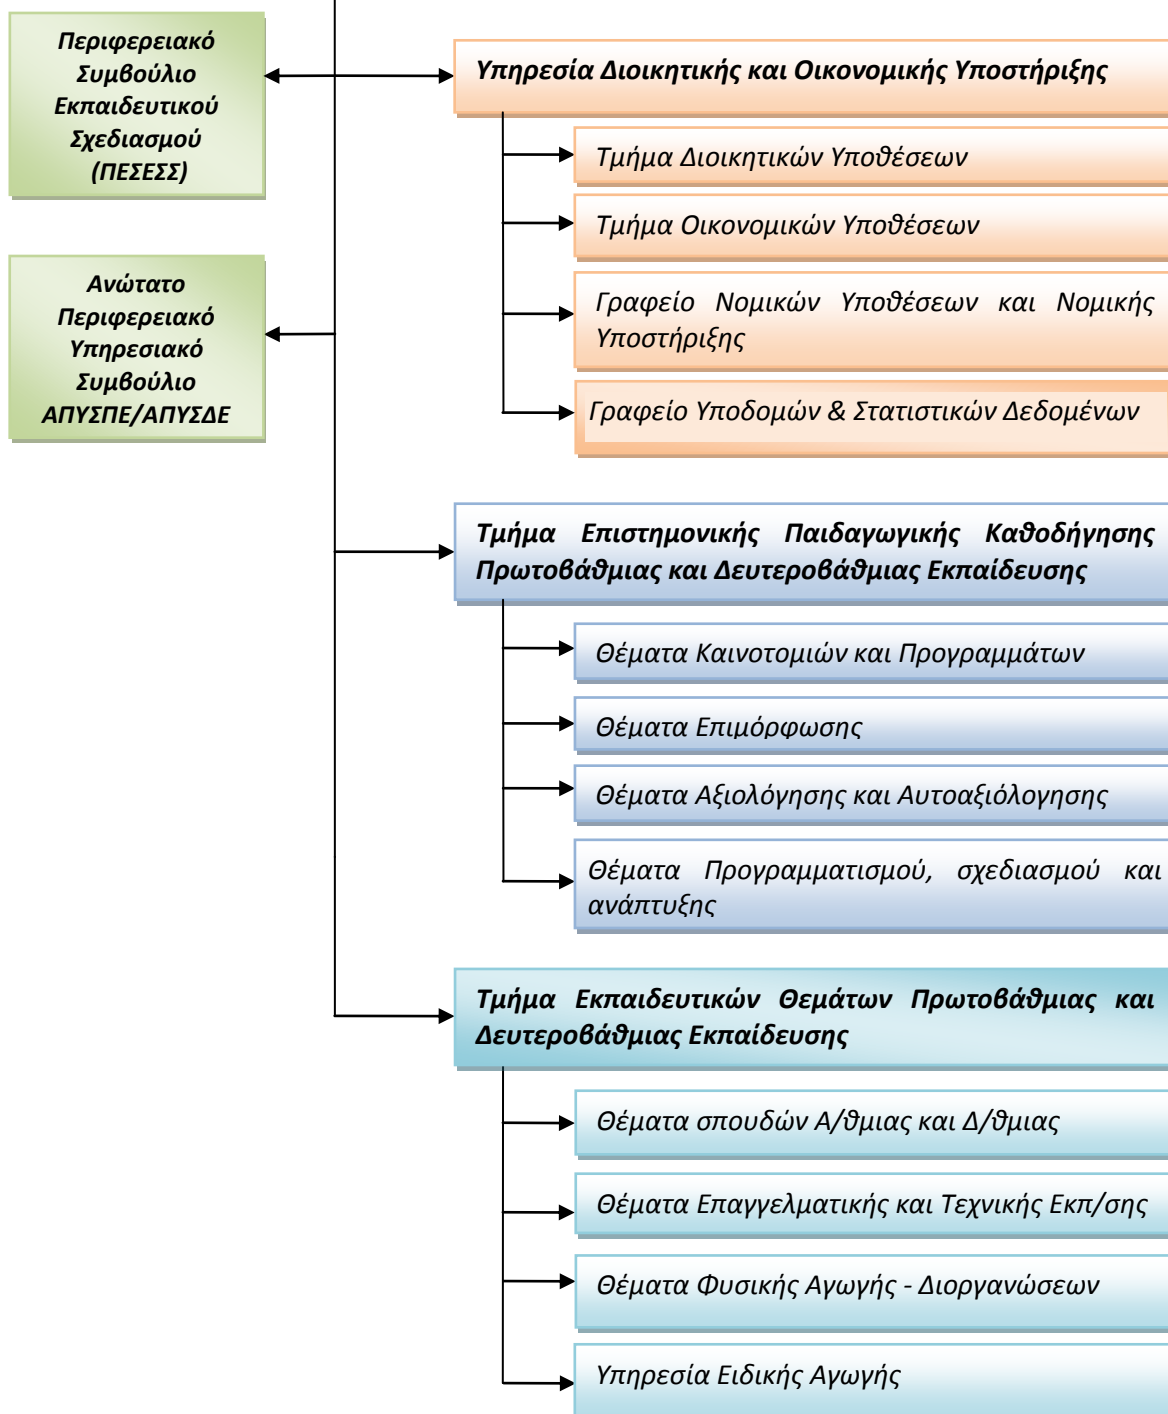 Περιφερειακό
Συμβούλιο
Εκπαιδευτικού
Σχεδιασμού
(ΠΕΣΕΣΣ)
Υπηρεσία Διοικητικής και Οικονομικής Υποστήριξης
Τμήμα Διοικητικών Υποθέσεων
Τμήμα Οικονομικών Υποθέσεων
Ανώτατο
Περιφερειακό
Υπηρεσιακό
Συμβούλιο
ΑΠΥΣΠΕ/ΑΠΥΣΔΕ
Γραφείο Νομικών Υποθέσεων και Νομικής
Υποστήριξης
Γραφείο Υποδομών & Στατιστικών Δεδομένων
Τμήμα Επιστημονικής Παιδαγωγικής Καθοδήγησης
Πρωτοβάθμιας και Δευτεροβάθμιας Εκπαίδευσης
Θέματα Καινοτομιών και Προγραμμάτων
Θέματα Επιμόρφωσης
Θέματα Αξιολόγησης και Αυτοαξιόλογησης
Θέματα Προγραμματισμού, σχεδιασμού και
ανάπτυξης
Τμήμα Εκπαιδευτικών Θεμάτων Πρωτοβάθμιας και
Δευτεροβάθμιας Εκπαίδευσης
Θέματα σπουδών Α/θμιας και Δ/θμιας
Θέματα Επαγγελματικής και Τεχνικής Εκπ/σης
Θέματα Φυσικής Αγωγής - Διοργανώσεων
Υπηρεσία Ειδικής Αγωγής